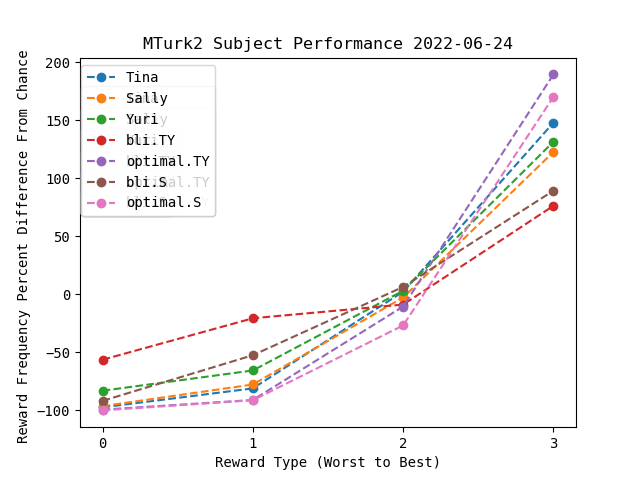 MTurk2 Subject Performance 2022-06-24
Reward Frequency Percent Difference From Chance
200
150
100
50
0
−50
−100
Tina
Sally
Yuri
bli.TY
optimal.TY
bli.S
optimal.S
0 1 2 3
Reward Type (Worst to Best)